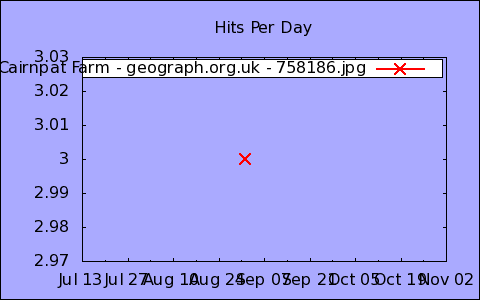 Hits Per Day
Cairnpat Farm - geograph.org.uk - 758186.jpg
3.03
3.02
3.01
3
2.99
2.98
2.97
Jul 13 Jul 27 Aug 10 Aug 24 Sep 07 Sep 21 Oct 05 Oct 19 Nov 02